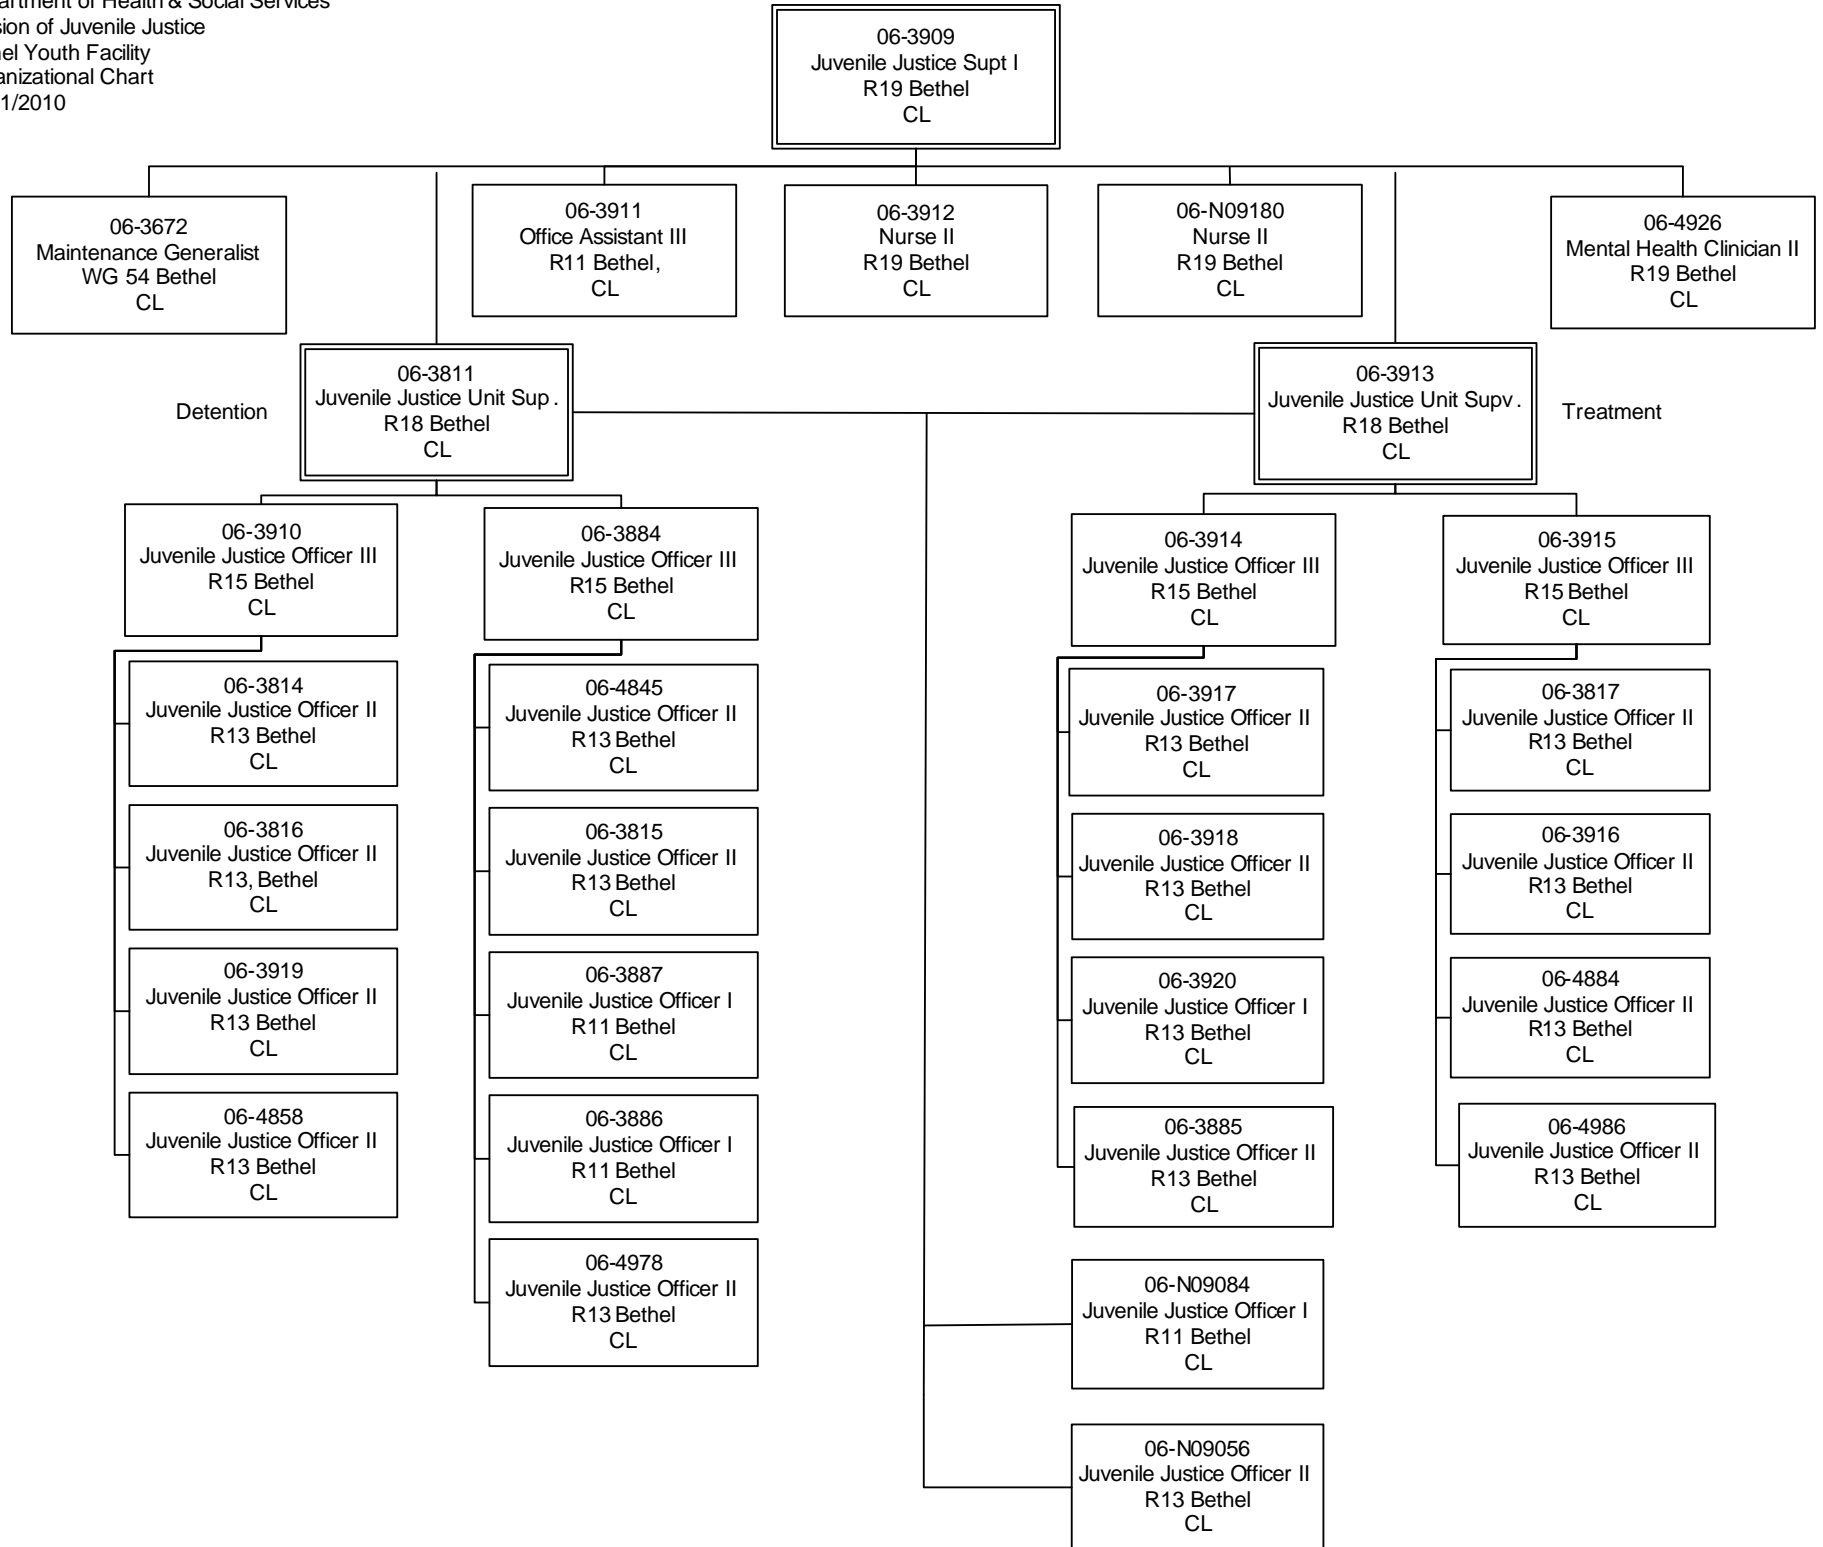 artment of Health & Social Services
sion of Juvenile Justice
nel Youth Facility
anizational Chart
1/2010
06-3909
Juvenile Justice Supt I
R19 Bethel
CL
06-3672
Maintenance Generalist
WG 54 Bethel
CL
06-3911
Office Assistant III
R11 Bethel,
CL
06-3912
Nurse II
R19 Bethel
CL
06-N09180
Nurse II
R19 Bethel
CL
06-4926
Mental Health Clinician II
R19 Bethel
CL
Detention
06-3811
Juvenile Justice Unit Sup.
R18 Bethel
CL
06-3913
Juvenile Justice Unit Supv.
R18 Bethel
CL
Treatment
06-3910
Juvenile Justice Officer III
R15 Bethel
CL
06-3884
Juvenile Justice Officer III
R15 Bethel
CL
06-3914
Juvenile Justice Officer III
R15 Bethel
CL
06-3915
Juvenile Justice Officer III
R15 Bethel
CL
06-3814
Juvenile Justice Officer II
R13 Bethel
CL
06-3816
Juvenile Justice Officer II
R13, Bethel
CL
06-3919
Juvenile Justice Officer II
R13 Bethel
CL
06-4858
Juvenile Justice Officer II
R13 Bethel
CL
06-4845
Juvenile Justice Officer II
R13 Bethel
CL
06-3815
Juvenile Justice Officer II
R13 Bethel
CL
06-3887
Juvenile Justice Officer I
R11 Bethel
CL
06-3886
Juvenile Justice Officer I
R11 Bethel
CL
06-4978
Juvenile Justice Officer II
R13 Bethel
CL
06-3917
Juvenile Justice Officer II
R13 Bethel
CL
06-3918
Juvenile Justice Officer II
R13 Bethel
CL
06-3920
Juvenile Justice Officer I
R13 Bethel
CL
06-3885
Juvenile Justice Officer II
R13 Bethel
CL
06-3817
Juvenile Justice Officer II
R13 Bethel
CL
06-3916
Juvenile Justice Officer II
R13 Bethel
CL
06-4884
Juvenile Justice Officer II
R13 Bethel
CL
06-4986
Juvenile Justice Officer II
R13 Bethel
CL
06-N09084
Juvenile Justice Officer I
R11 Bethel
CL
06-N09056
Juvenile Justice Officer II
R13 Bethel
CL